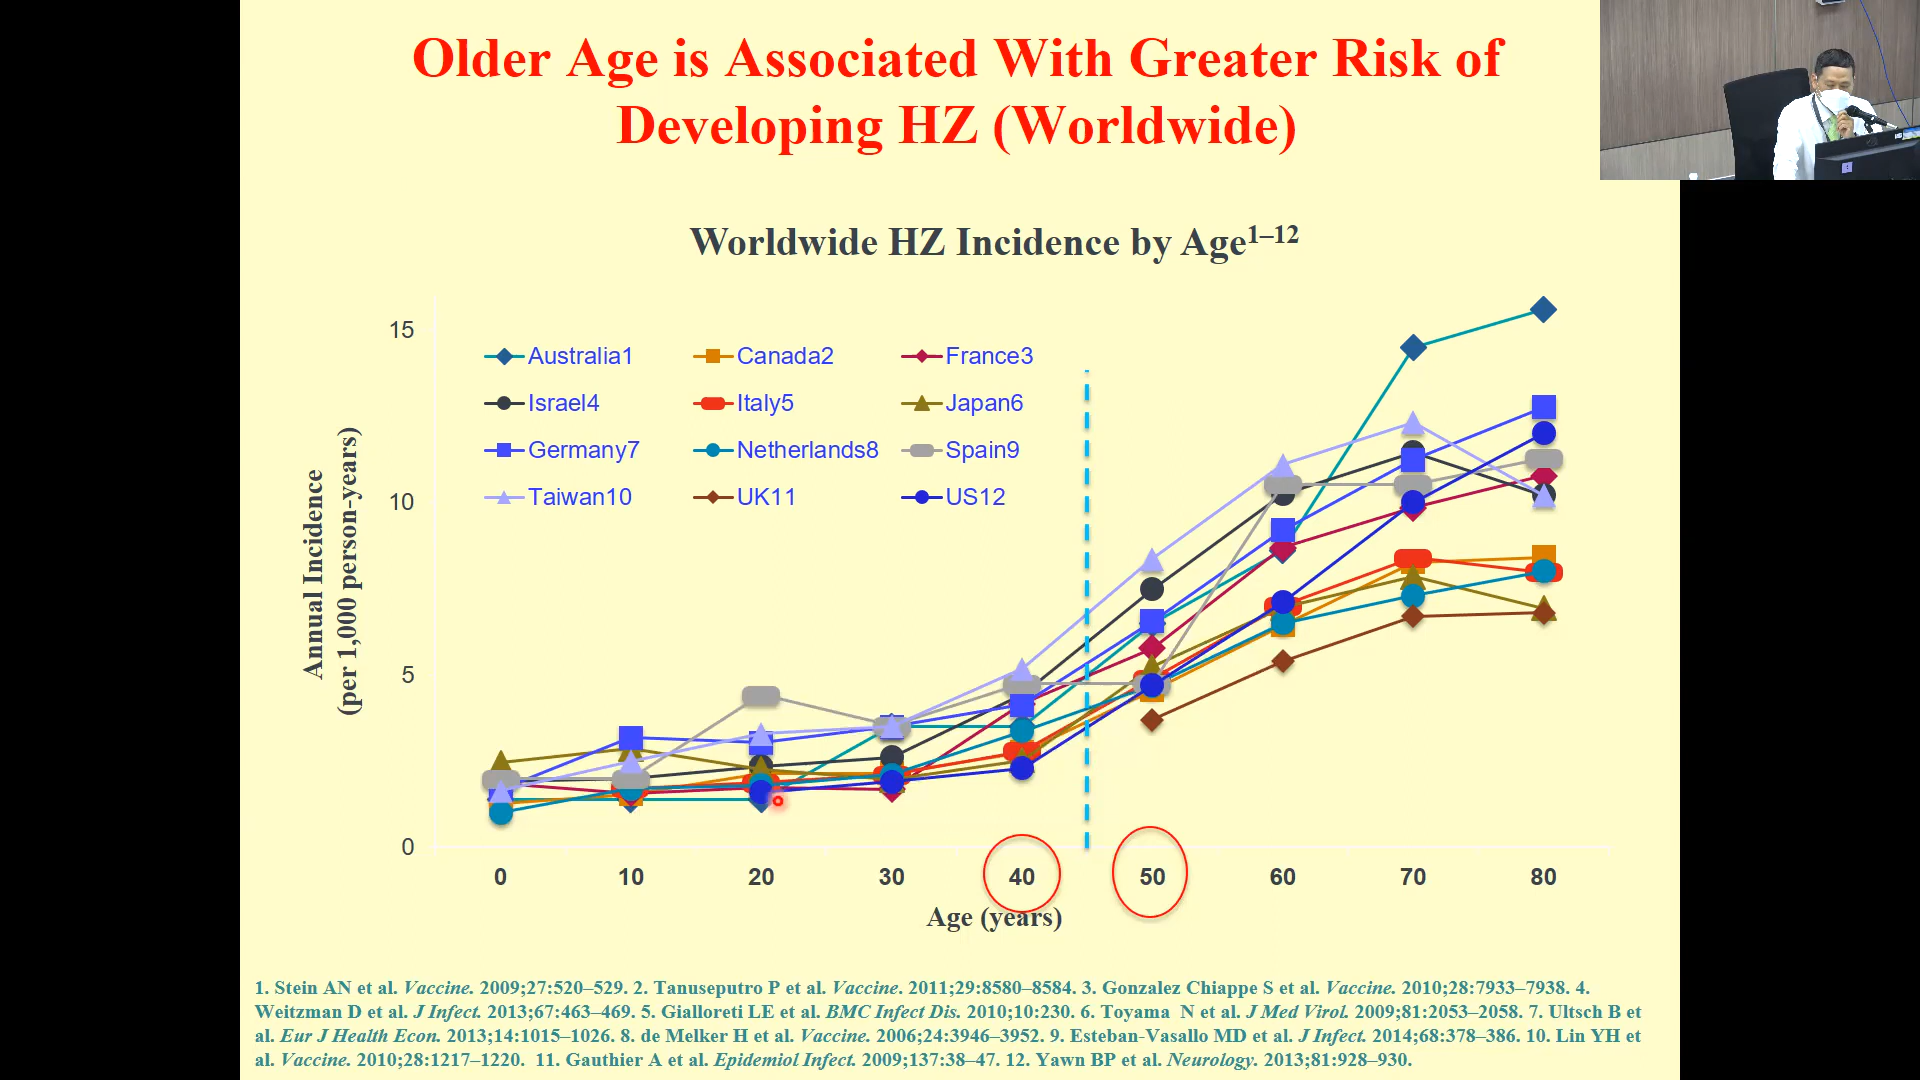 Older Age is Associated With Greater Risk of
Developing HZ (Worldwide)
Worldwide HZ Incidence by Age1–12
15
10
5
0
Australia1
Canada2
France3
Israel4
Italy5
Japan6
Germany7
Netherlands8
Spain9
Taiwan10
UK11
US12
Annual Incidence
(per 1,000 person-years)
0 10 20 30 40 50 60 70 80
Age (years)
1. Stein AN et al. Vaccine. 2009;27:520–529. 2. Tanuseputro P et al. Vaccine. 2011;29:8580–8584. 3. Gonzalez Chiappe S et al. Vaccine. 2010;28:7933–7938. 4.
Weitzman D et al. J Infect. 2013;67:463–469. 5. Gialloreti LE et al. BMC Infect Dis. 2010;10:230. 6. Toyama N et al. J Med Virol. 2009;81:2053–2058. 7. Ultsch B et
al. Eur J Health Econ. 2013;14:1015–1026. 8. de Melker H et al. Vaccine. 2006;24:3946–3952. 9. Esteban-Vasallo MD et al. J Infect. 2014;68:378–386. 10. Lin YH et
al. Vaccine. 2010;28:1217–1220. 11. Gauthier A et al. Epidemiol Infect. 2009;137:38–47. 12. Yawn BP et al. Neurology. 2013;81:928–930.